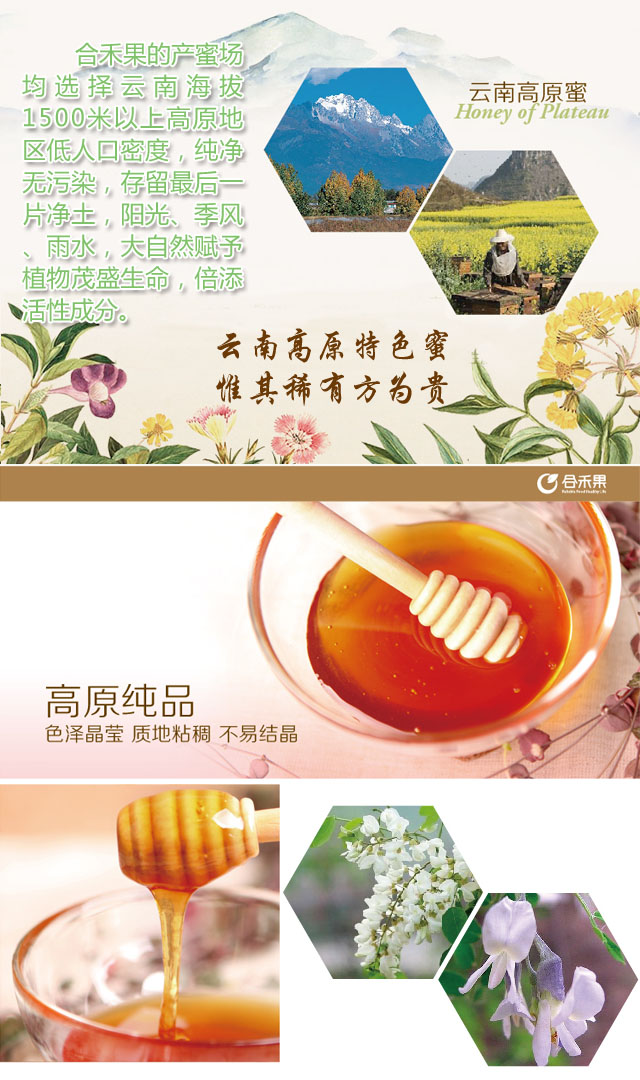 合禾果的产蜜场
均选择云南海拔
1500米以上高原地
区低人口密度，纯净
无污染，存留最后一
片净土，阳光、季风
、雨水，大自然赋予
植物茂盛生命，倍添
活性成分。
云南高原蜜
Honey of Plateau
云南高原特色蜜
惟其稀有方为贵
合禾果
高原纯品
色泽晶莹 质地粘稠 不易结晶